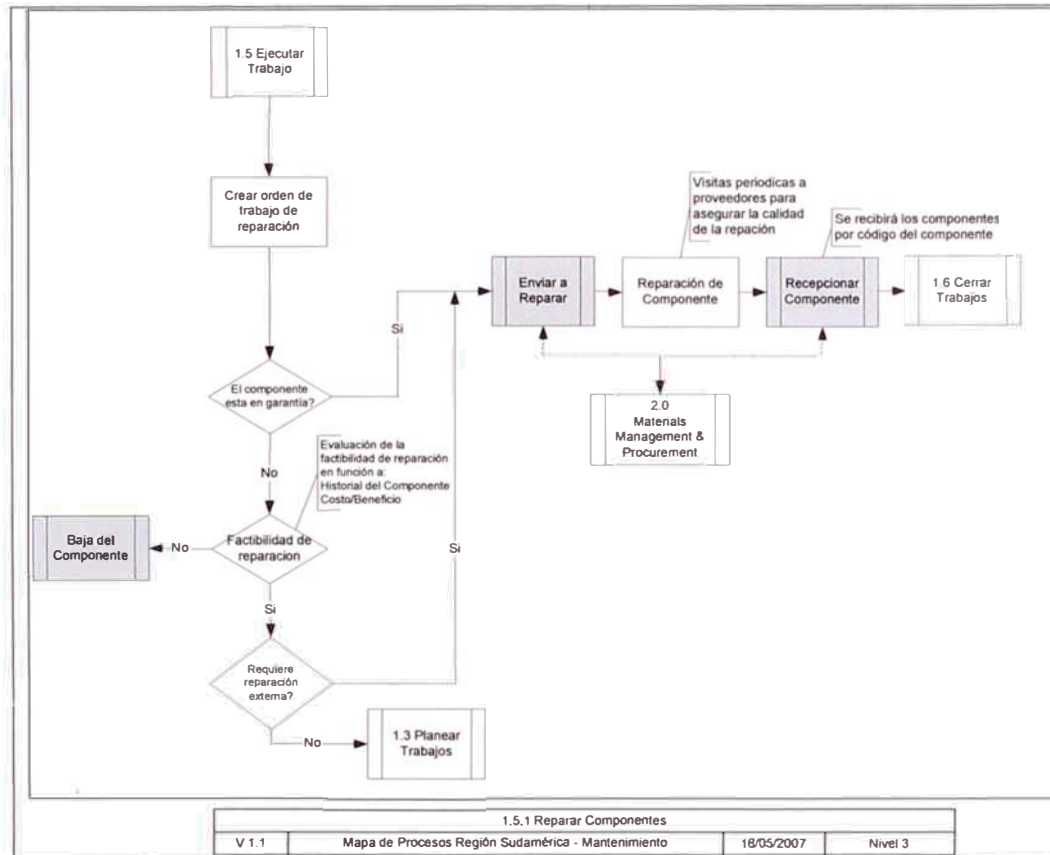 1.5 Ejecutar
Trabajo
Crear orden de
trabajo de
reparación
El componente
esta en garantía?
Si
No
Evaluación de la
factibilidad de reparación
en función a:
Historial del Componente
Costo/Beneficio
Factibilidad de
reparacion
No
Baja del
Componente
Si
Requiere
reparación
externa?
Si
No
1.3 Planear
Trabajos
Enviar a
Reparar
Visitas periodicas a
proveedores para
asegurar la calidad
de la repación
Reparación de
Componente
Se recibirá los componentes
por código del componente
Recepcionar
Componente
1.6 Cerrar
Trabajos
2.0
Materials
Management &
Procurement
1.5.1 Reparar Componentes
V 1.1 Mapa de Procesos Región Sudamérica - Mantenimiento 18/05/2007 Nivel 3